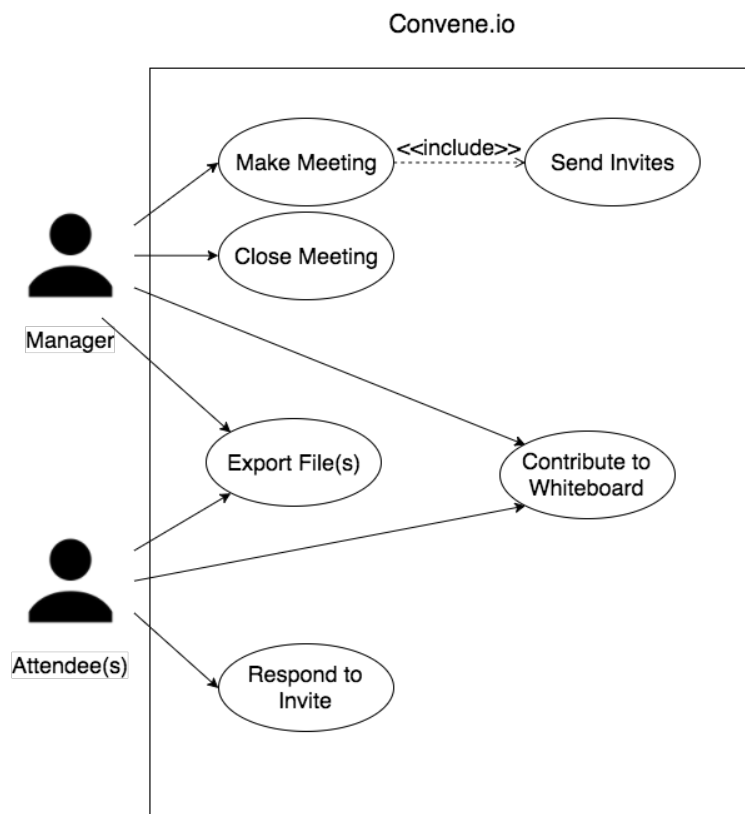 Convene.io
Make Meeting
<<include>>
Send Invites
Close Meeting
Manager
Export File(s)
Contribute to
Whiteboard
Attendee(s)
Respond to
Invite